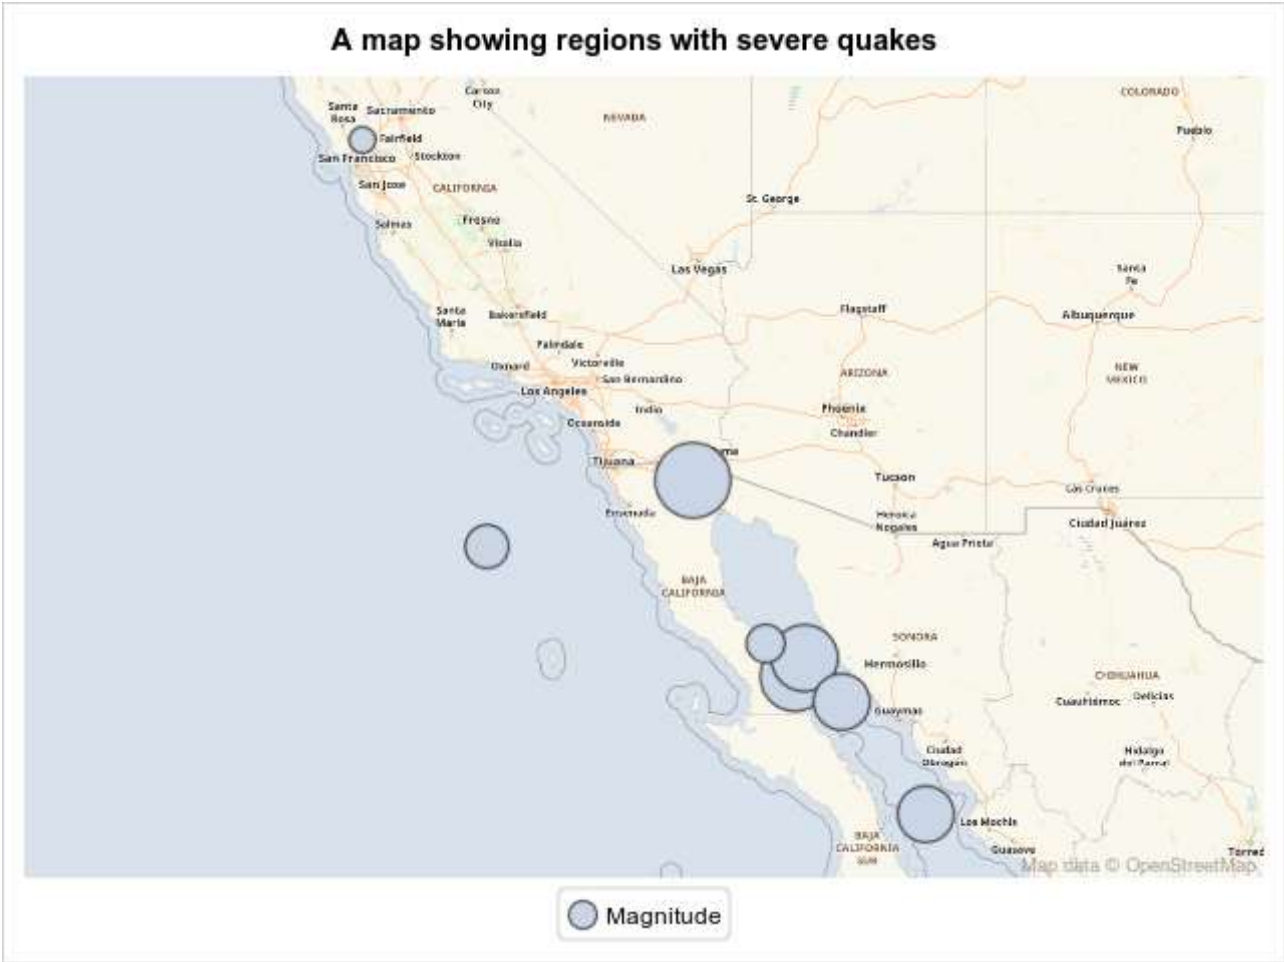 A map showing regions with severe quakes
Carson
City
COLORADO
Santa
Rosa
Sacramento
NEVADA
Pueblo
Fairfield
San Francisco
Stockton
San Jose
CALIFORNIA
St. George
Salinas
Fresno
Visalia
Las Vegas
Santa
Fe
Santa
Maria
Bakersfield
Flagstaff
Albuquerque
Palmdale
Victorville
Oxnard
San Bernardino
ARIZONA
NEW
MEXICO
Los Angeles
Indio
Phoenix
Oceanside
Chandler
Tijuana
Tucson
Las Cruces
Ensenada
Heroica
Nogales
Ciudad Juárez
Agua Prieta
BAJA
CALIFORNIA
SONORA
Hermosillo
CHIHUAHUA
Cuauhtémoc
Delicias
Guaymas
Ciudad
Obregón
Hidalgo
del Parral
Los Mochis
BAJA
CALIFORNIA
SUR
Guasave
Map data © OpenStreetMap
Magnitude